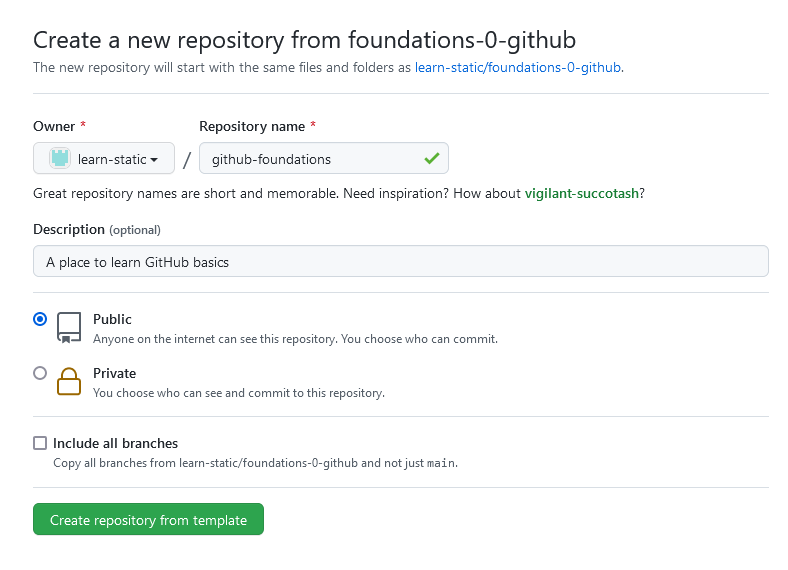 Create a new repository from foundations-0-github
The new repository will start with the same files and folders as learn-static/foundations-0-github.
Owner * Repository name *
learn-static / github-foundations
Great repository names are short and memorable. Need inspiration? How about vigilant-succotash?
Description (optional)
A place to learn GitHub basics
Public
Anyone on the internet can see this repository. You choose who can commit.
Private
You choose who can see and commit to this repository.
Include all branches
Copy all branches from learn-static/foundations-0-github and not just main.
Create repository from template